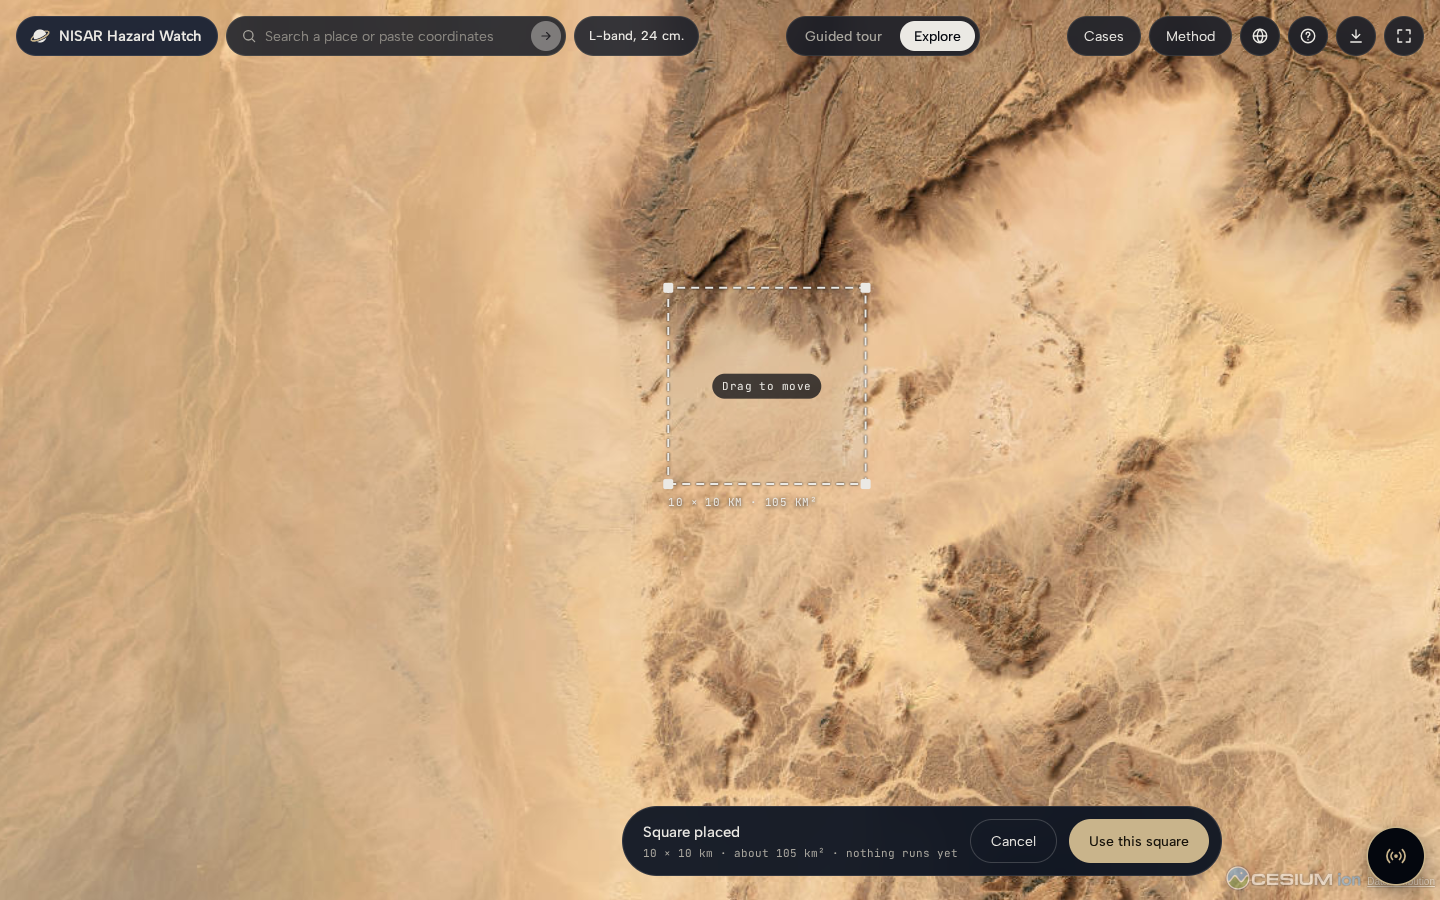 NISAR Hazard Watch
Search a place or paste coordinates
L-band, 24 cm.
Guided tour
Explore
Cases
Method
Drag to move
10 × 10 KM · 105 KM²
Square placed
10 × 10 km · about 105 km² · nothing runs yet
Cancel
Use this square
CESIUM ion